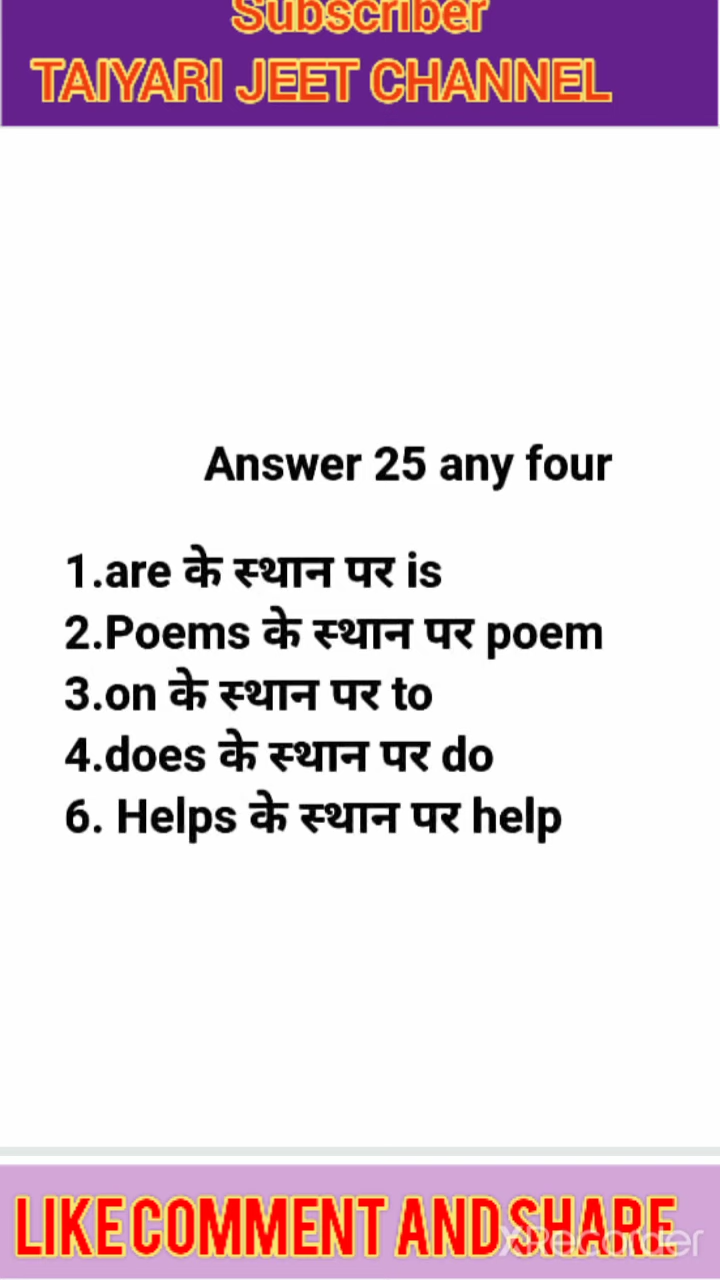 Subscriber
TAIYARI JEET CHANNEL
Answer 25 any four
1.are के स्थान पर is
2.Poems के स्थान पर poem
3.on के स्थान पर to
4.does के स्थान पर do
6. Helps के स्थान पर help
LIKE COMMENT AND SHARE
XRecorder